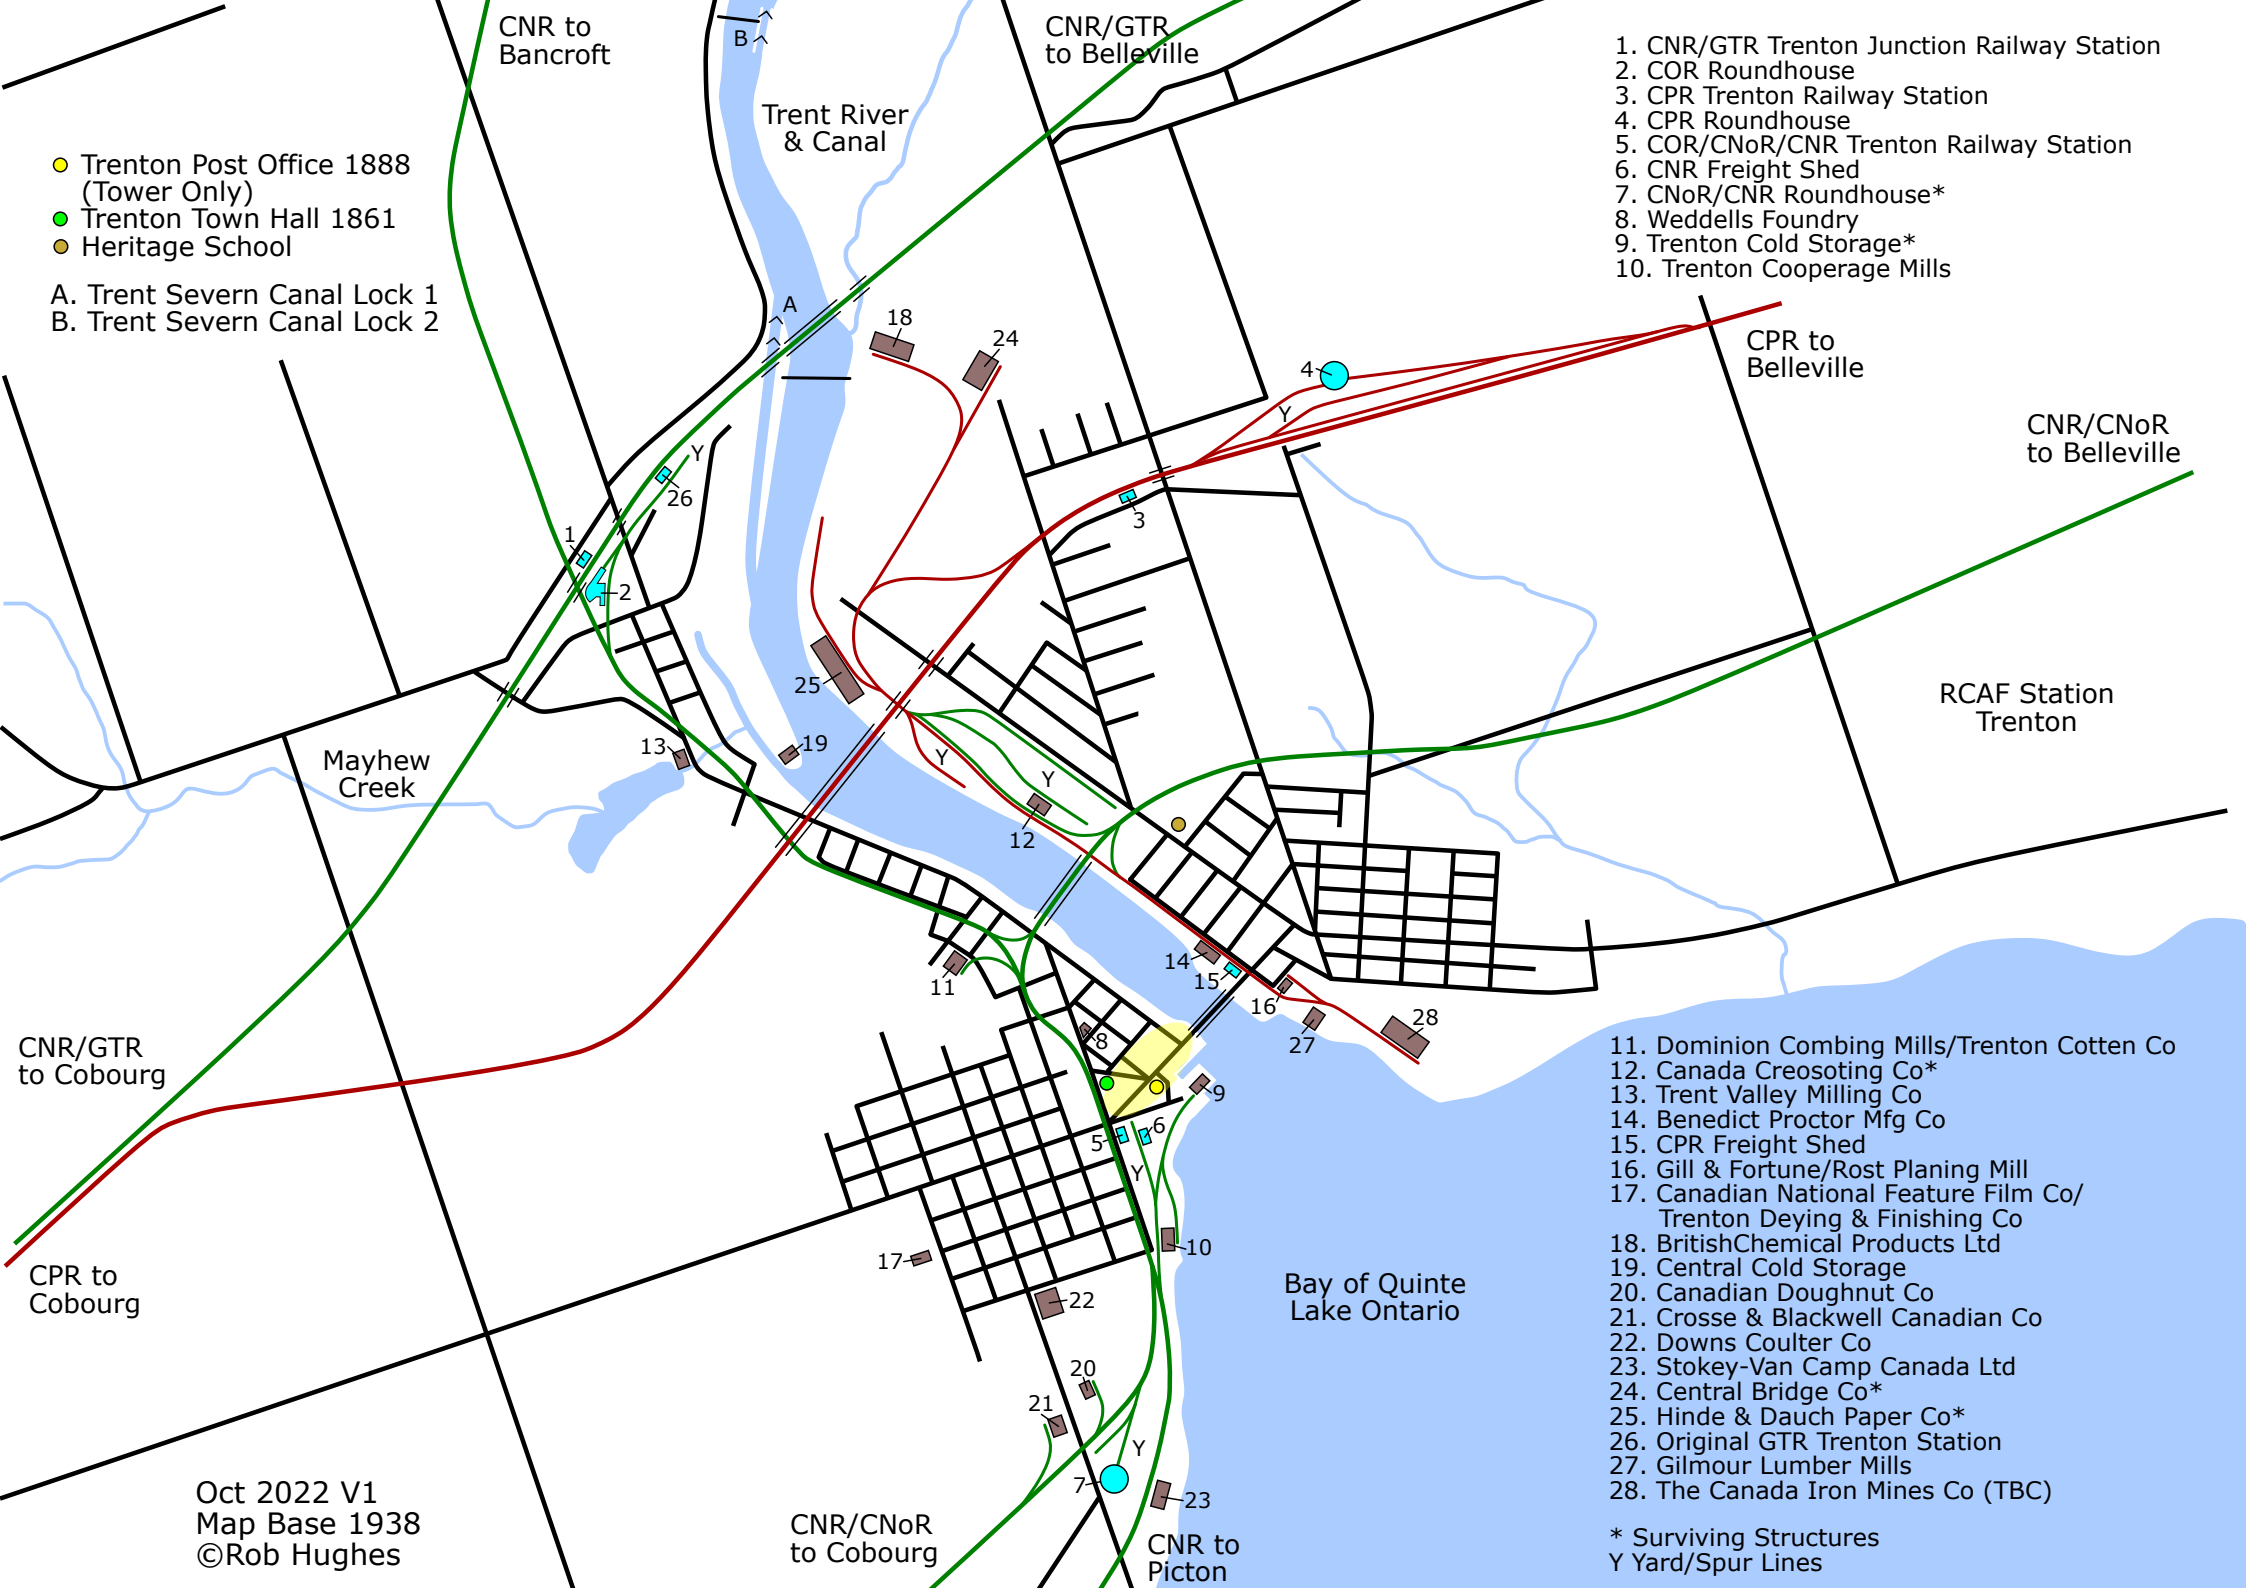 CNR to
Bancroft
CNR/GTR
to Belleville
B
Trent River
& Canal
1. CNR/GTR Trenton Junction Railway Station
2. COR Roundhouse
3. CPR Trenton Railway Station
4. CPR Roundhouse
5. COR/CNoR/CNR Trenton Railway Station
6. CNR Freight Shed
7. CNoR/CNR Roundhouse*
8. Weddells Foundry
9. Trenton Cold Storage*
10. Trenton Cooperage Mills
Trenton Post Office 1888
(Tower Only)
Trenton Town Hall 1861
Heritage School
A. Trent Severn Canal Lock 1
B. Trent Severn Canal Lock 2
A
18
24
4
Y
CPR to
Belleville
CNR/CNoR
to Belleville
Y
26
3
1
2
25
RCAF Station
Trenton
13
19
Mayhew
Creek
Y
Y
12
11
14
15
16
27
28
8
9
5
6
Y
10
17
22
20
21
Y
7
23
CNR/GTR
to Cobourg
CPR to
Cobourg
Bay of Quinte
Lake Ontario
11. Dominion Combing Mills/Trenton Cotten Co
12. Canada Creosoting Co*
13. Trent Valley Milling Co
14. Benedict Proctor Mfg Co
15. CPR Freight Shed
16. Gill & Fortune/Rost Planing Mill
17. Canadian National Feature Film Co/
Trenton Deying & Finishing Co
18. BritishChemical Products Ltd
19. Central Cold Storage
20. Canadian Doughnut Co
21. Crosse & Blackwell Canadian Co
22. Downs Coulter Co
23. Stokey-Van Camp Canada Ltd
24. Central Bridge Co*
25. Hinde & Dauch Paper Co*
26. Original GTR Trenton Station
27. Gilmour Lumber Mills
28. The Canada Iron Mines Co (TBC)
* Surviving Structures
Y Yard/Spur Lines
Oct 2022 V1
Map Base 1938
©Rob Hughes
CNR/CNoR
to Cobourg
CNR to
Picton